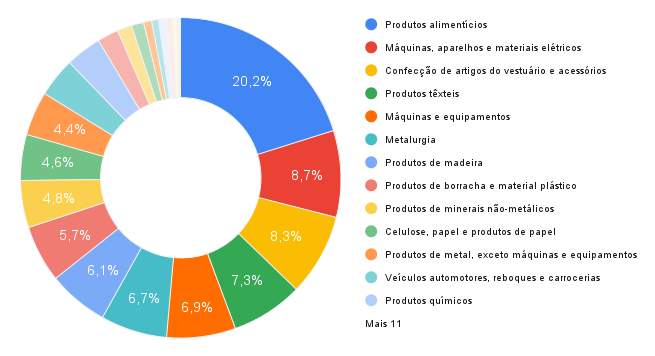 20,2%
8,7%
8,3%
7,3%
6,9%
6,7%
6,1%
5,7%
4,8%
4,6%
4,4%
Produtos alimentícios
Máquinas, aparelhos e materiais elétricos
Confecção de artigos do vestuário e acessórios
Produtos têxteis
Máquinas e equipamentos
Metalurgia
Produtos de madeira
Produtos de borracha e material plástico
Produtos de minerais não-metálicos
Celulose, papel e produtos de papel
Produtos de metal, exceto máquinas e equipamentos
Veículos automotores, reboques e carrocerias
Produtos químicos
Mais 11